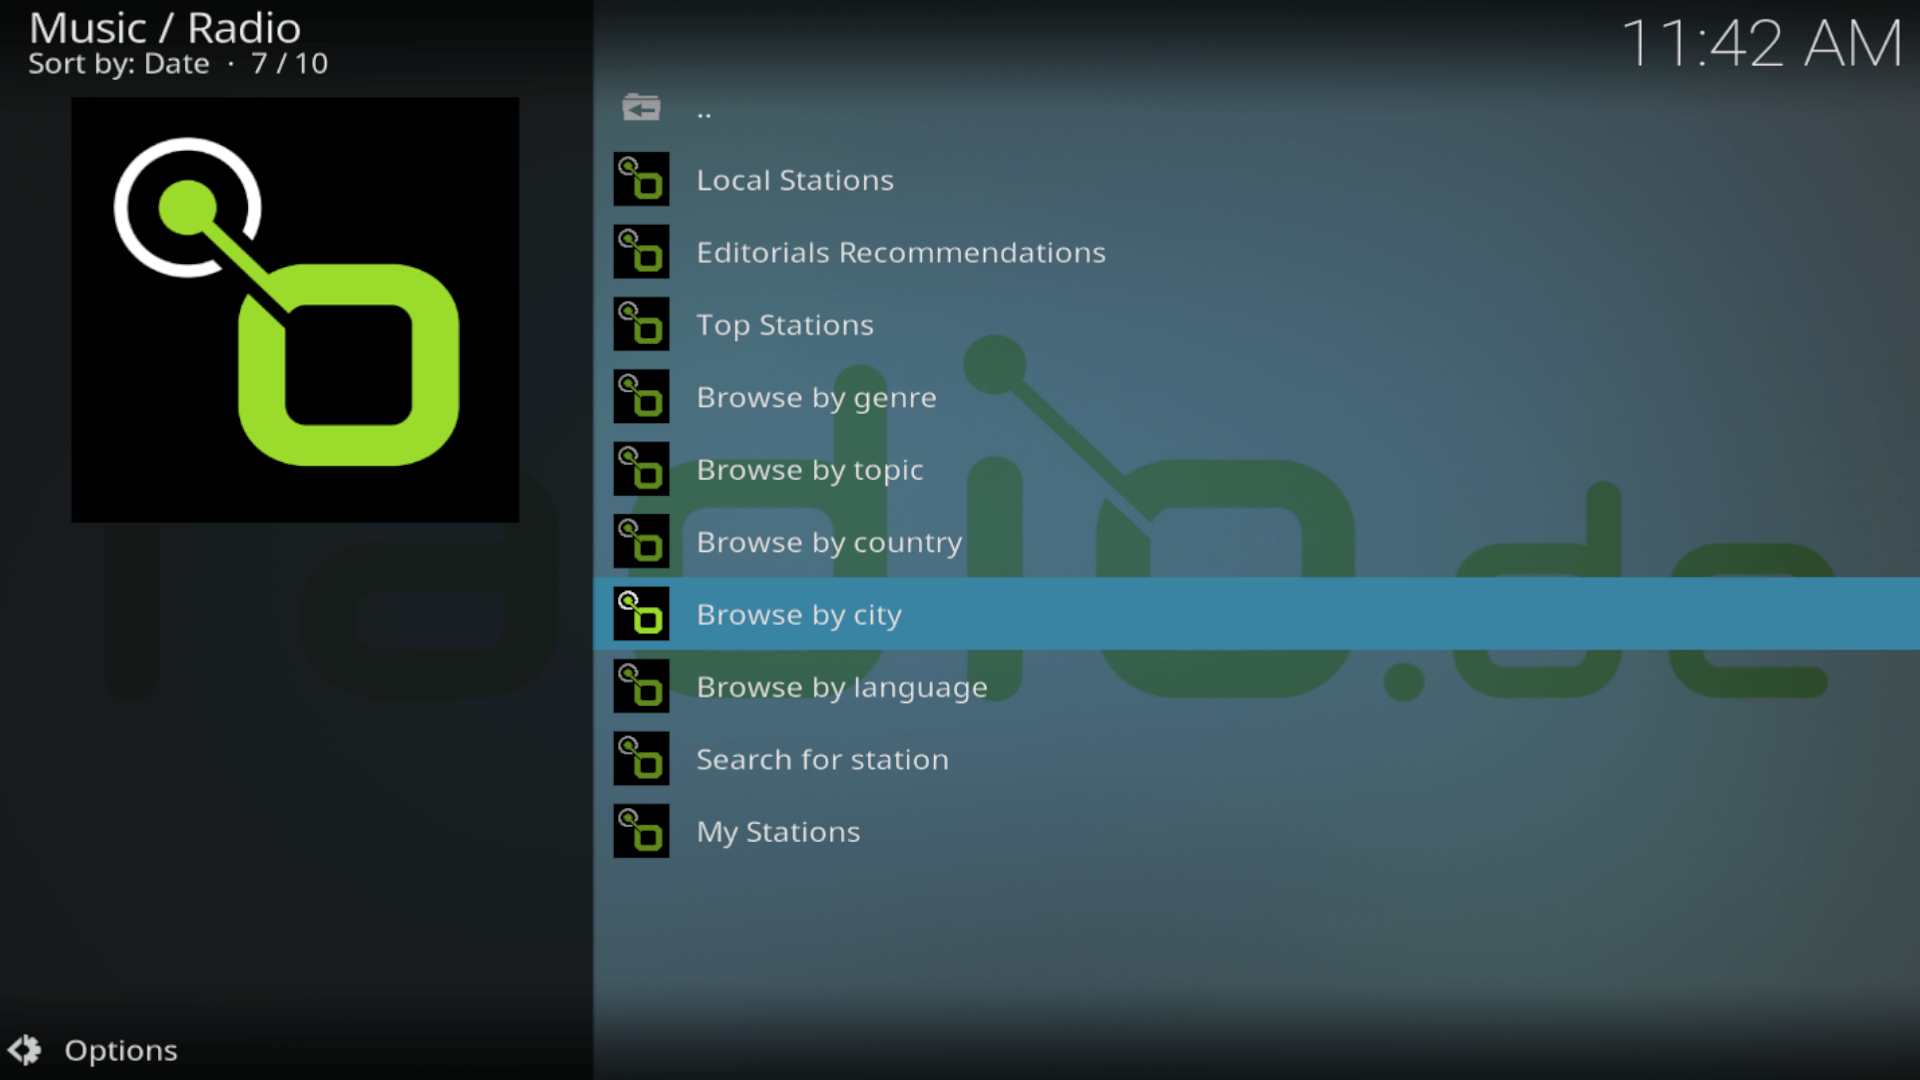 Music / Radio
Sort by: Date · 7 / 10
11:42 AM
..
Local Stations
Editorials Recommendations
Top Stations
Browse by genre
Browse by topic
Browse by country
Browse by city
Browse by language
Search for station
My Stations
radio.de
Options